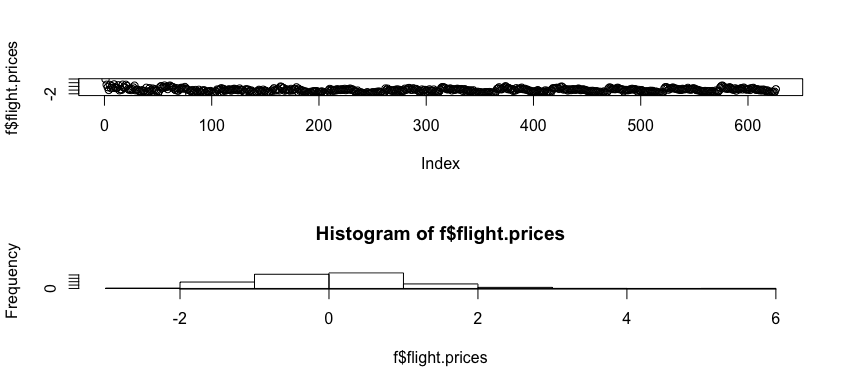 f$flight.prices
-2
0 100 200 300 400 500 600
Index
Histogram of f$flight.prices
Frequency
0
-2 0 2 4 6
f$flight.prices